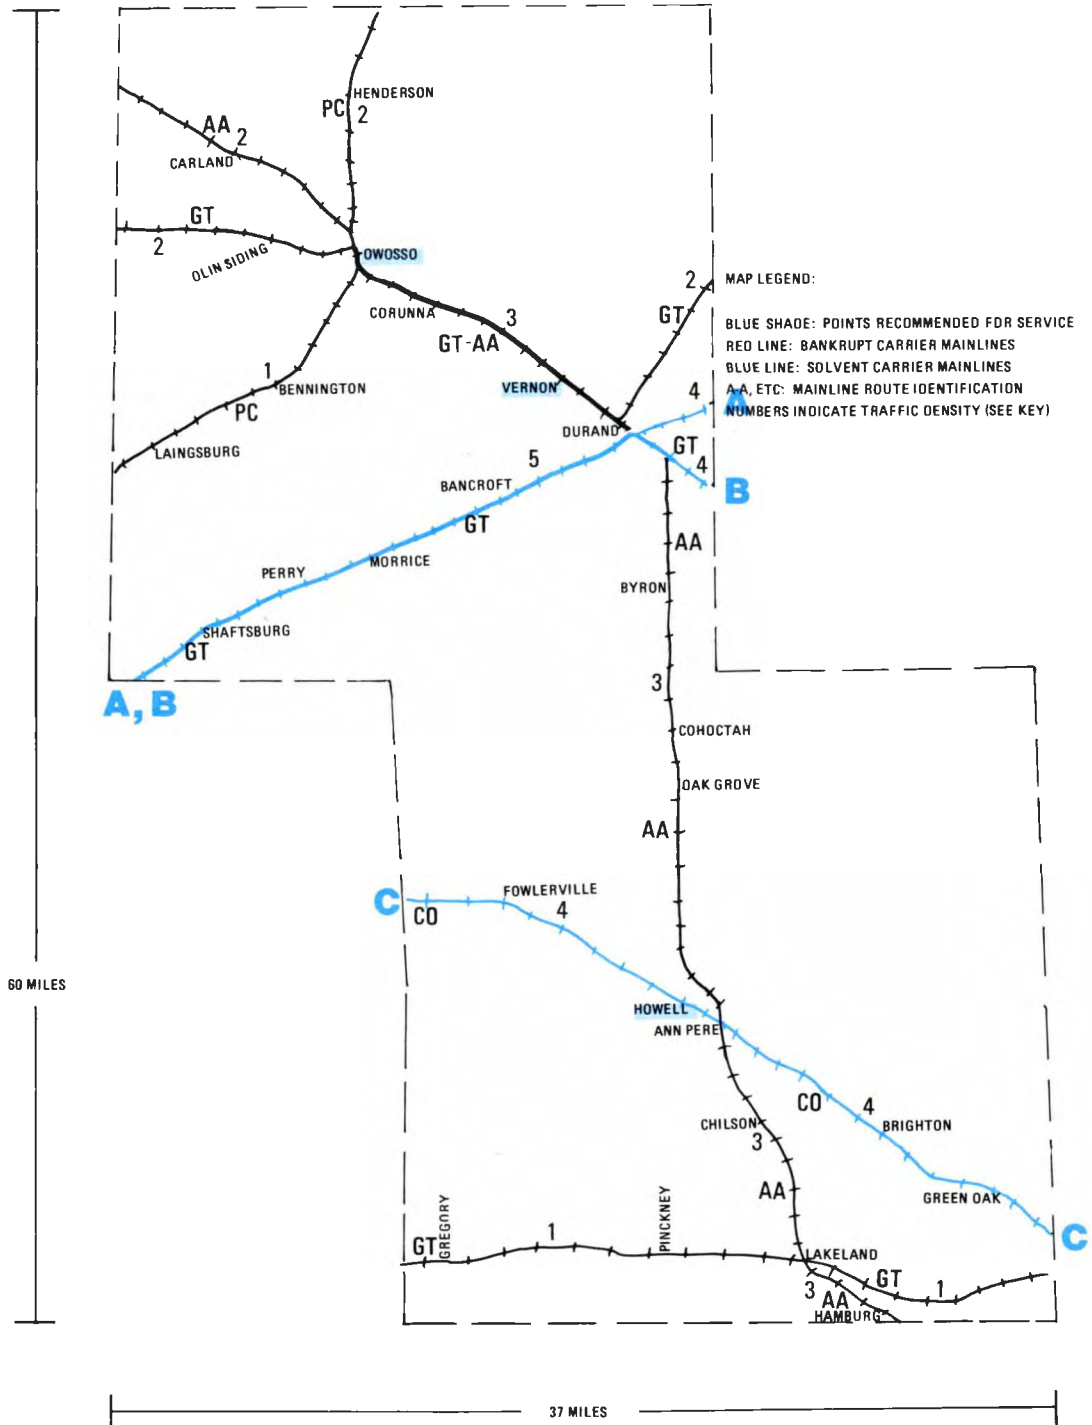 HENDERSON
PC
2
AA
2
CARLAND
GT
2
OLIN SIDING
OWOSSO
CORUNNA
3
GT-AA
VERNON
1
BENNINGTON
PC
LAINGSBURG
2
GT
MAP LEGEND:
BLUE SHADE: POINTS RECOMMENDED FOR SERVICE
RED LINE: BANKRUPT CARRIER MAINLINES
BLUE LINE: SOLVENT CARRIER MAINLINES
A-A, ETC: MAINLINE ROUTE IDENTIFICATION
NUMBERS INDICATE TRAFFIC DENSITY (SEE KEY)
4
A
DURAND
GT
4
B
5
BANCROFT
GT
MORRICE
PERRY
SHAFTSBURG
GT
A, B
AA
BYRON
3
COHOCTAH
OAK GROVE
AA
C
CO
FOWLERVILLE
4
60 MILES
HOWELL
ANN PERE
CO
4
BRIGHTON
CHILSON
3
AA
GREEN OAK
C
GT
GREGORY
1
PINCKNEY
LAKELAND
GT
1
3
AA
HAMBURG
37 MILES